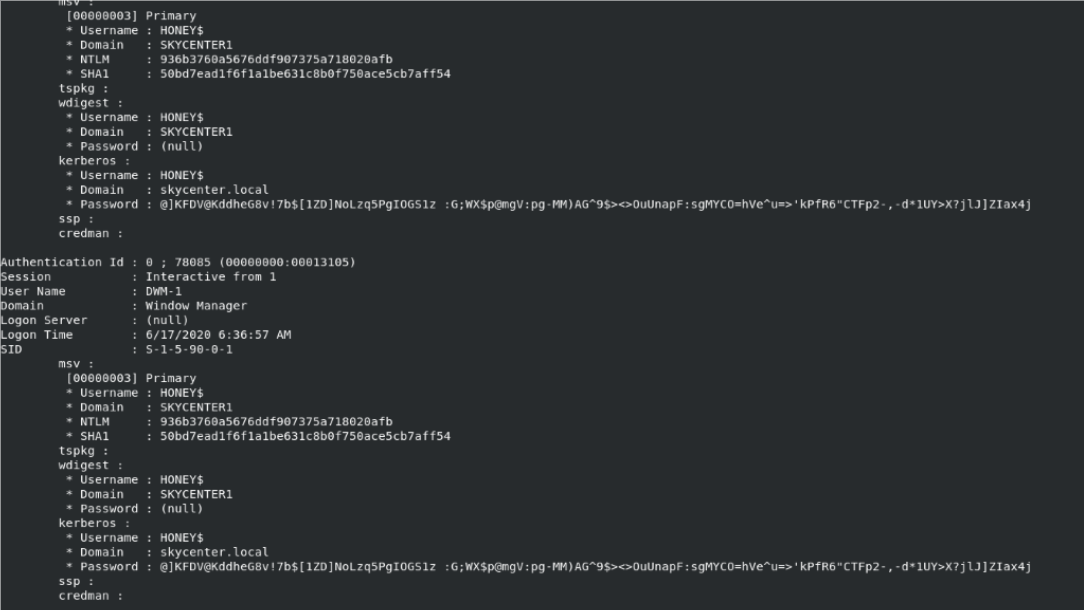 msv :
[00000003] Primary
* Username : HONEY$
* Domain   : SKYCENTER1
* NTLM     : 936b3760a5676ddf907375a718020afb
* SHA1     : 50bd7ead1f6f1a1be631c8b0f750ace5cb7aff54
tspkg :
wdigest :
* Username : HONEY$
* Domain   : SKYCENTER1
* Password : (null)
kerberos :
* Username : HONEY$
* Domain   : skycenter.local
* Password : @]KFDV@KddheG8v!7b$[1ZD]NoLzq5PgIOGS1z :G;WX$p@mgV:pg-MM)AG^9$><>OuUnapF:sgMYCO=hVe^u=>'kPfR6"CTFp2-,-d*1UY>X?jlJ]ZIax4j
ssp :
credman :
Authentication Id : 0 ; 78085 (00000000:00013105)
Session           : Interactive from 1
User Name         : DWM-1
Domain            : Window Manager
Logon Server      : (null)
Logon Time        : 6/17/2020 6:36:57 AM
SID               : S-1-5-90-0-1
msv :
[00000003] Primary
* Username : HONEY$
* Domain   : SKYCENTER1
* NTLM     : 936b3760a5676ddf907375a718020afb
* SHA1     : 50bd7ead1f6f1a1be631c8b0f750ace5cb7aff54
tspkg :
wdigest :
* Username : HONEY$
* Domain   : SKYCENTER1
* Password : (null)
kerberos :
* Username : HONEY$
* Domain   : skycenter.local
* Password : @]KFDV@KddheG8v!7b$[1ZD]NoLzq5PgIOGS1z :G;WX$p@mgV:pg-MM)AG^9$><>OuUnapF:sgMYCO=hVe^u=>'kPfR6"CTFp2-,-d*1UY>X?jlJ]ZIax4j
ssp :
credman :